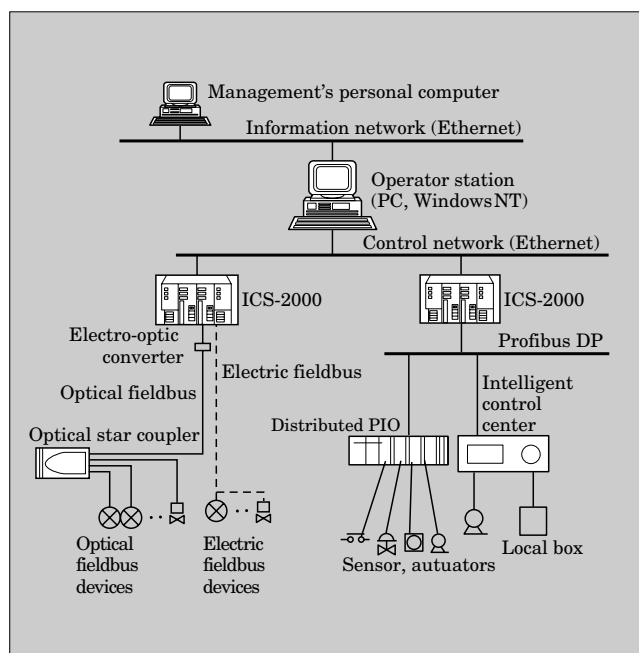 Management's personal computer
Information network (Ethernet)
Operator station
(PC, Windows NT)
Control network (Ethernet)
ICS-2000
ICS-2000
Electro-optic
converter
Profibus DP
Electric fieldbus
Optical fieldbus
Intelligent
control
center
Optical star coupler
Distributed PIO
Optical
fieldbus
devices
Electric
fieldbus
devices
Sensor, autuators
Local box